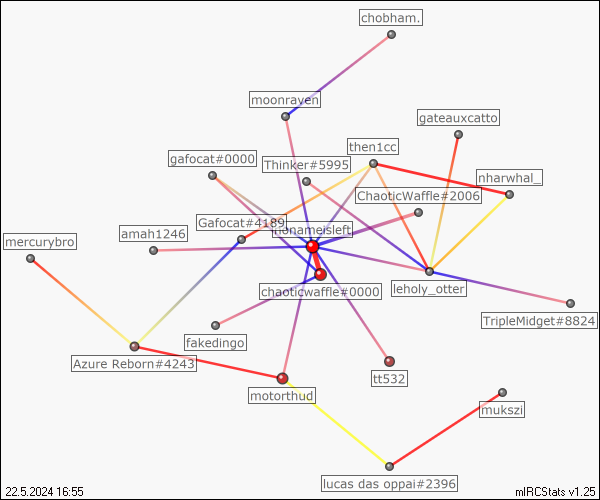 chobham.
moonraven
gateauxcatto
then1cc
gafocat#0000
Thinker#5995
nharwhal_
ChaoticWaffle#2006
Gafocat#4189
nonameisleft
amah1246
mercurybro
chaoticwaffle#0000
leholy_otter
TripleMidget#8824
fakedingo
Azure Reborn#4243
tt532
motorthud
mukszi
lucas das oppai#2396
22.5.2024 16:55
mIRCStats v1.25